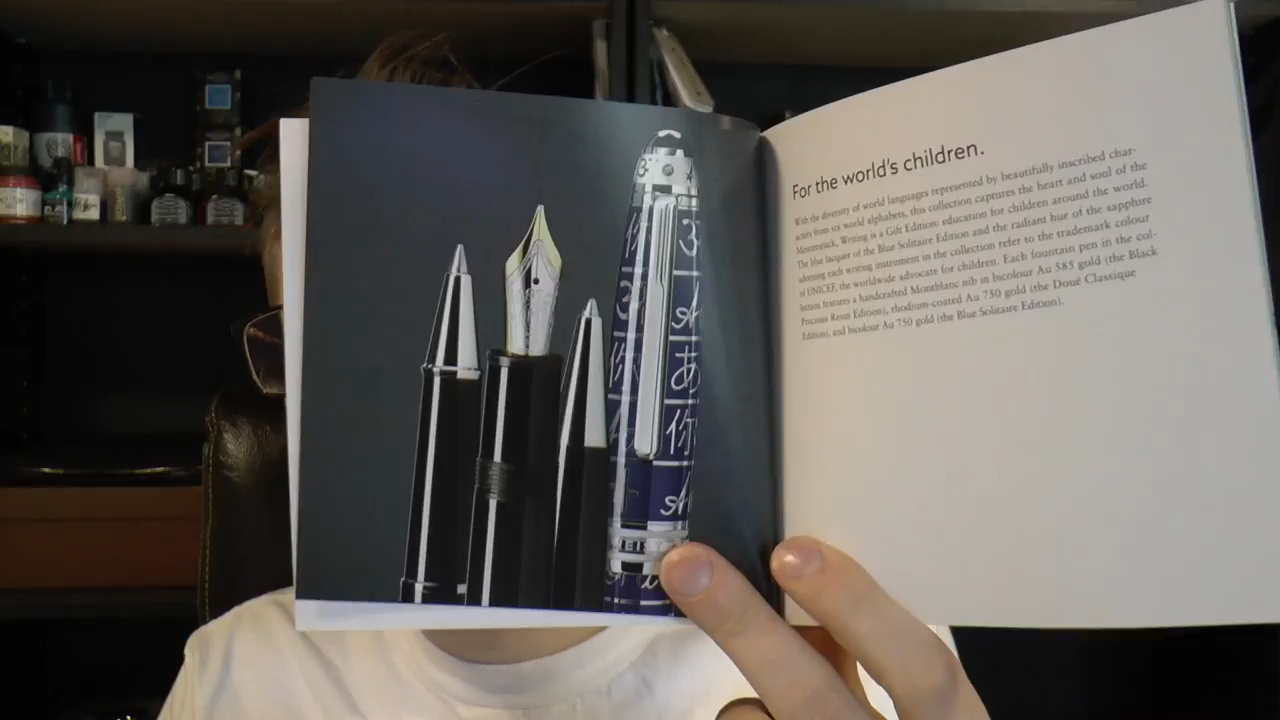 For the world's children.
With the diversity of world languages represented by beautifully inscribed char-
acters from six world alphabets, this collection captures the heart and soul of the
Meisterstück, Writing is a Gift Edition: education for children around the world.
The blue lacquer of the Blue Solitaire Edition and the radiant hue of the sapphire
adorning each writing instrument in the collection refer to the trademark colour
of UNICEF, the worldwide advocate for children. Each fountain pen in the col-
lection features a handcrafted Montblanc nib in bicolour Au 585 gold (the Black
Precious Resin Edition), rhodium-coated Au 750 gold (the Doué Classique
Edition), and bicolour Au 750 gold (the Blue Solitaire Edition).
あ
你
你